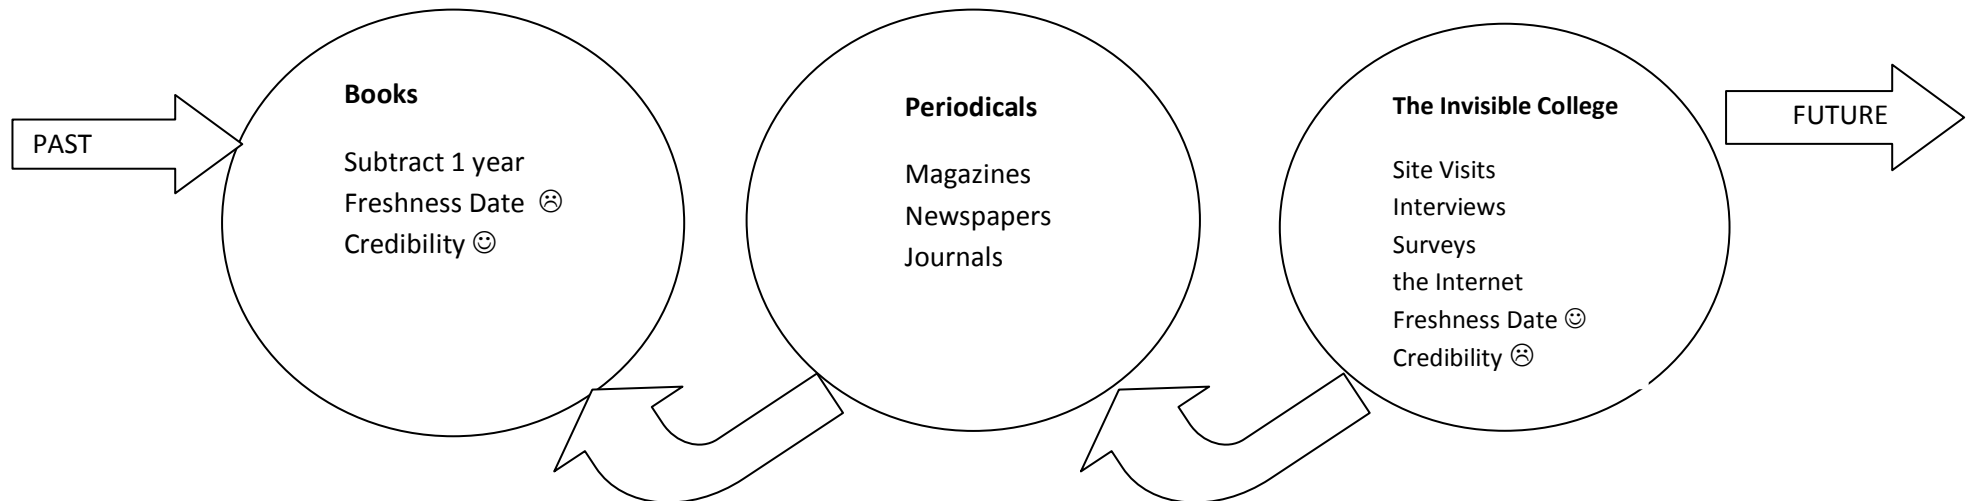 PAST
Books
Subtract 1 year
Freshness Date ☹
Credibility ☺
Periodicals
Magazines
Newspapers
Journals
The Invisible College
Site Visits
Interviews
Surveys
the Internet
Freshness Date ☺
Credibility ☹
FUTURE